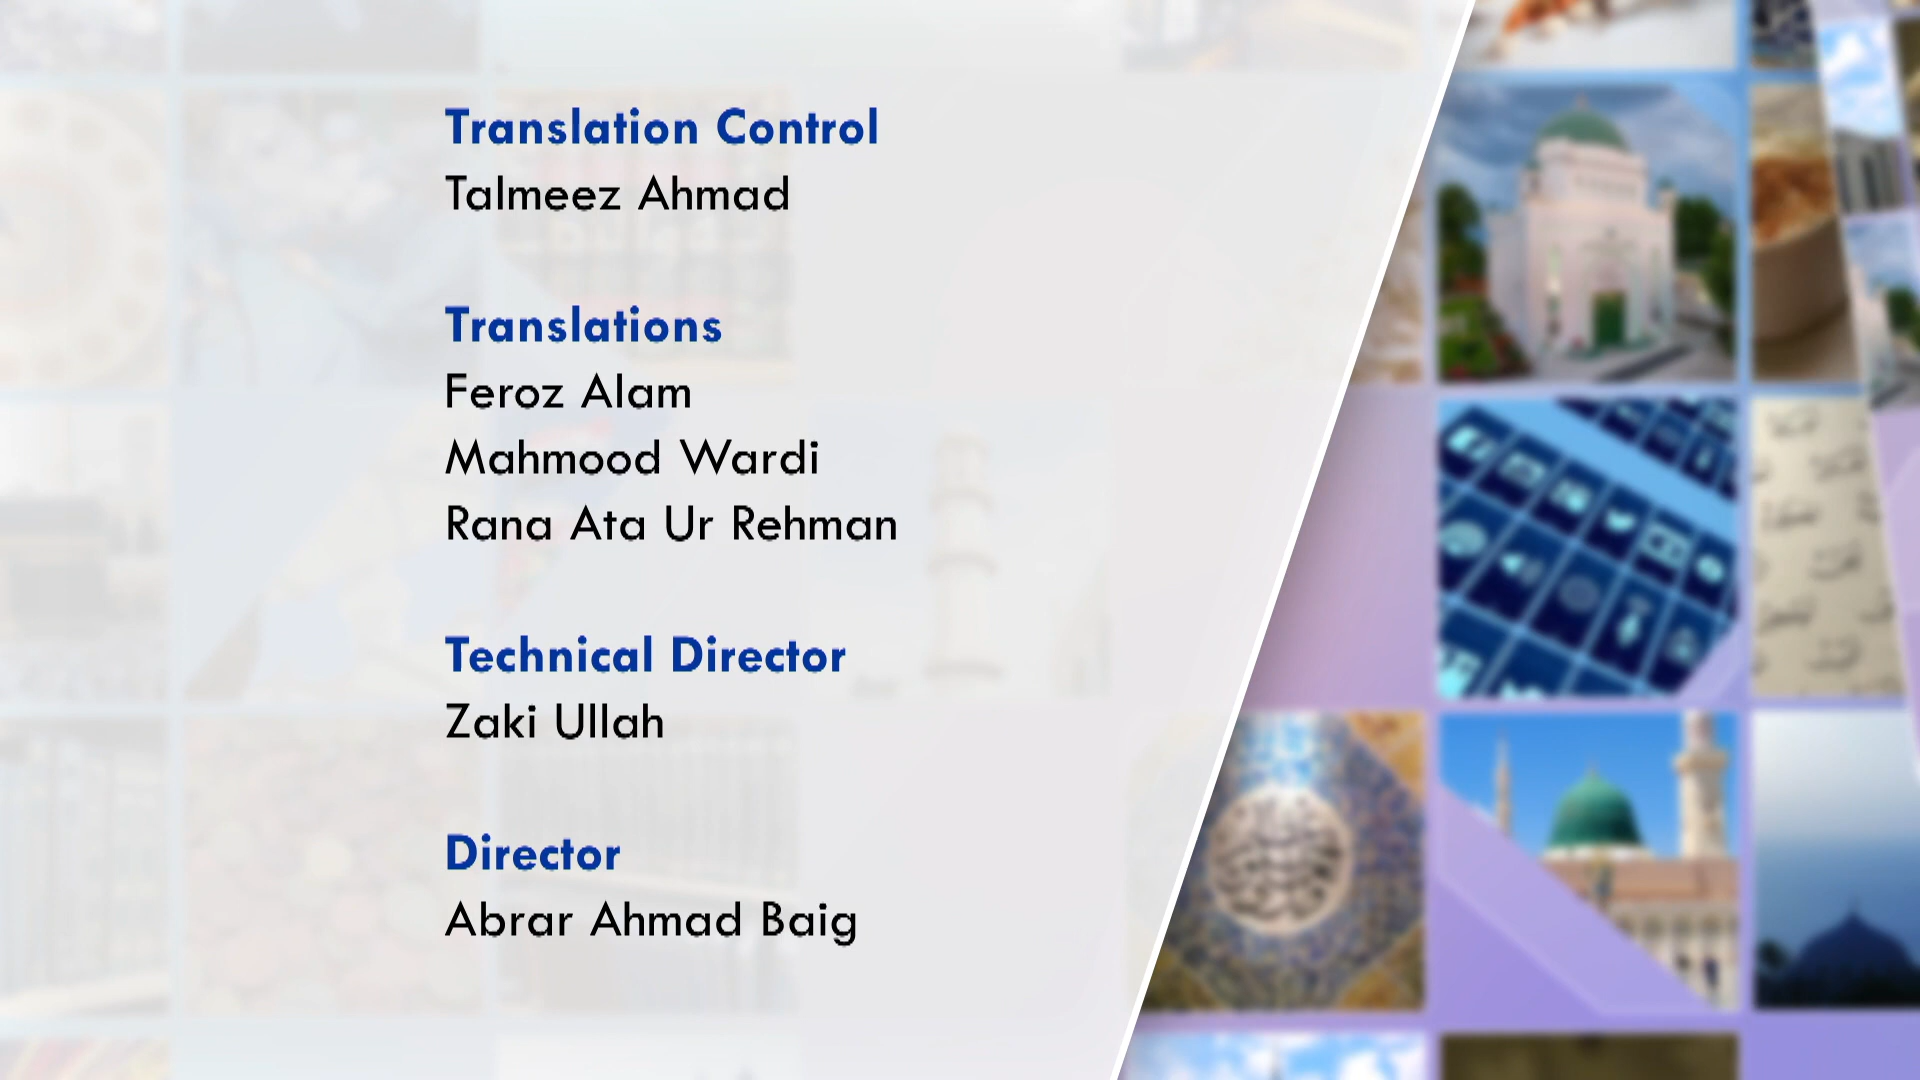 Translation Control
Talmeez Ahmad
Translations
Feroz Alam
Mahmood Wardi
Rana Ata Ur Rehman
Technical Director
Zaki Ullah
Director
Abrar Ahmad Baig